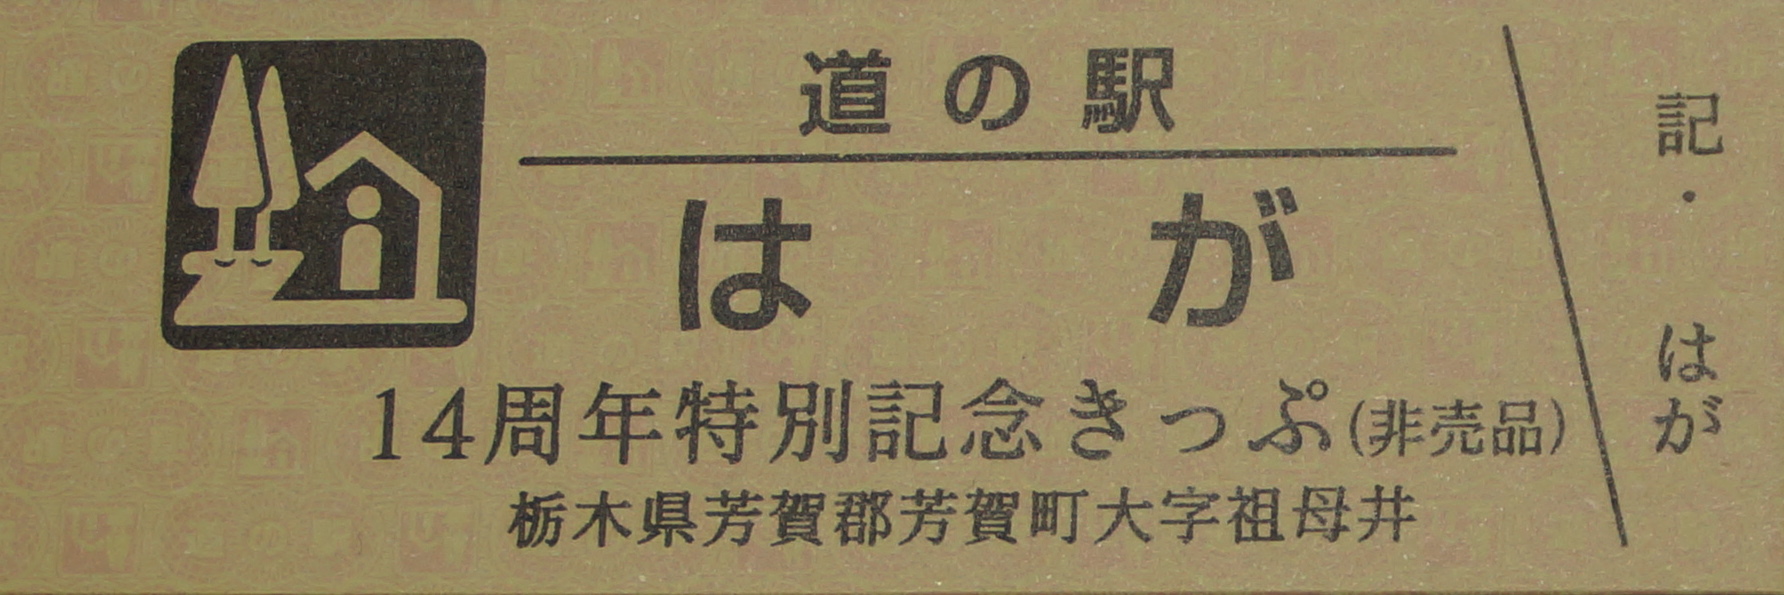 道の駅
はが
14周年特別記念きっぷ(非売品)
栃木県芳賀郡芳賀町大字祖母井
記・はが